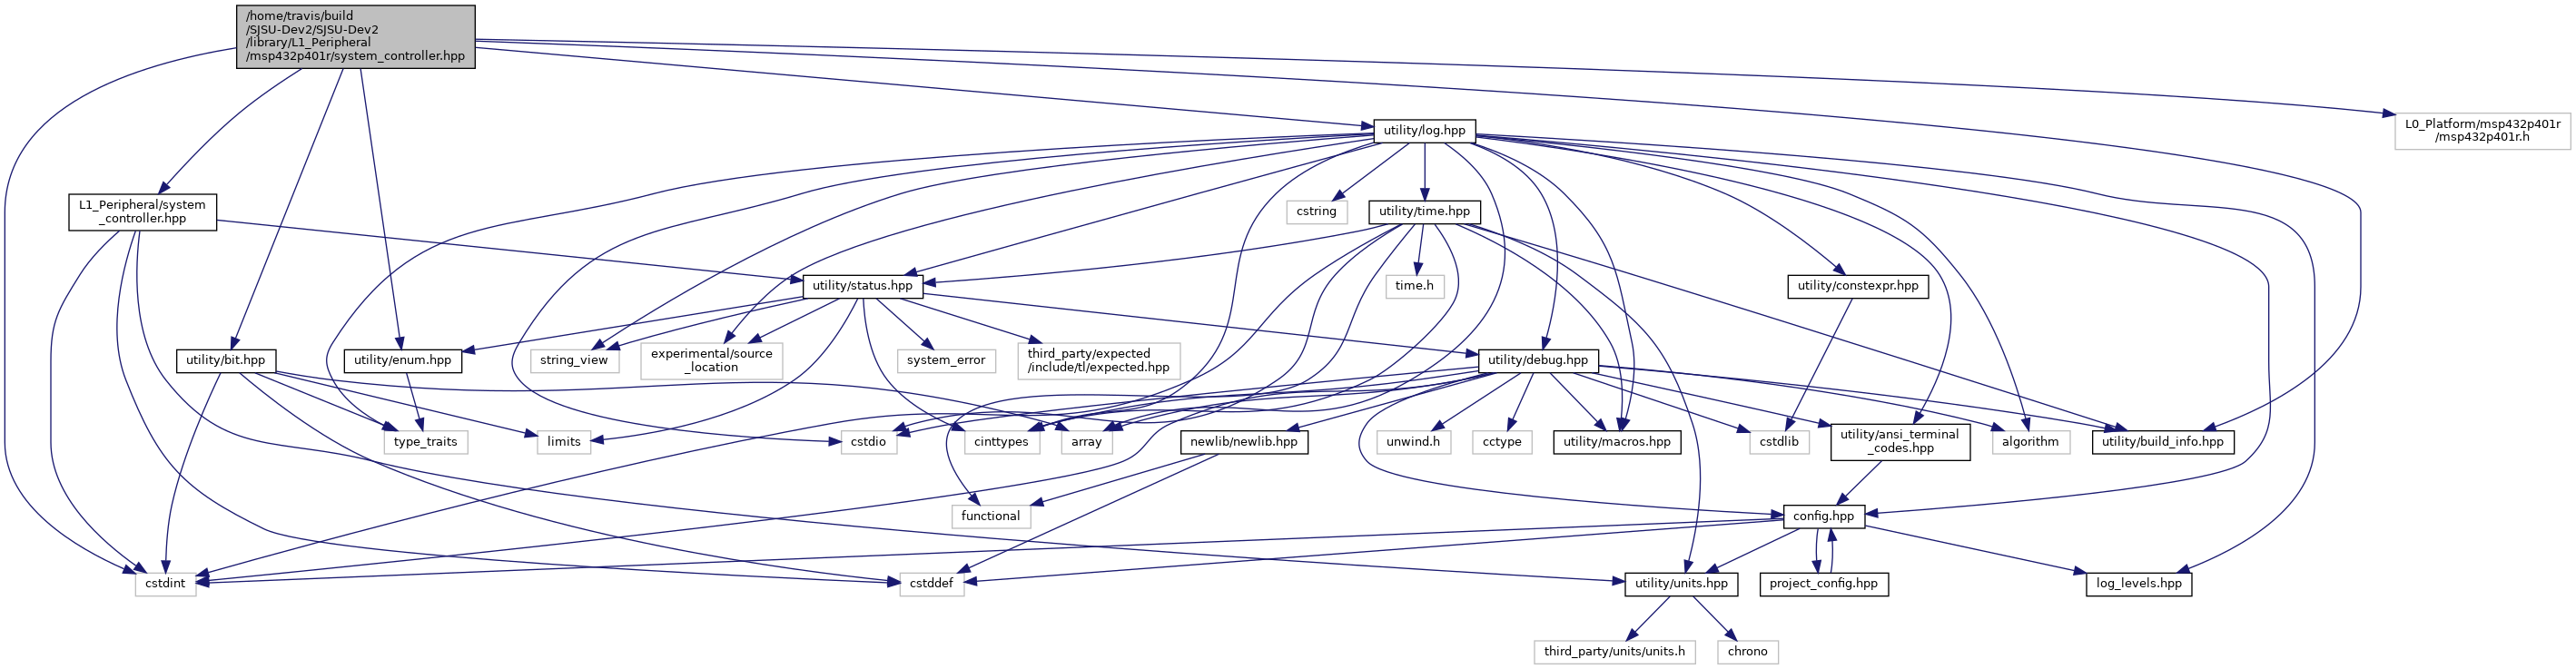 /home/travis/build
/SJSU-Dev2/SJSU-Dev2
/library/L1_Peripheral
/msp432p401r/system_controller.hpp
L0_Platform/msp432p401r
/msp432p401r.h
utility/log.hpp
L1_Peripheral/system
_controller.hpp
cstring
utility/time.hpp
utility/status.hpp
time.h
utility/constexpr.hpp
utility/bit.hpp
utility/enum.hpp
string_view
experimental/source
_location
system_error
third_party/expected
/include/tl/expected.hpp
utility/debug.hpp
type_traits
limits
cstdio
cinttypes
array
newlib/newlib.hpp
unwind.h
cctype
utility/macros.hpp
cstdlib
utility/ansi_terminal
_codes.hpp
algorithm
utility/build_info.hpp
functional
config.hpp
cstdint
cstddef
utility/units.hpp
project_config.hpp
log_levels.hpp
third_party/units/units.h
chrono